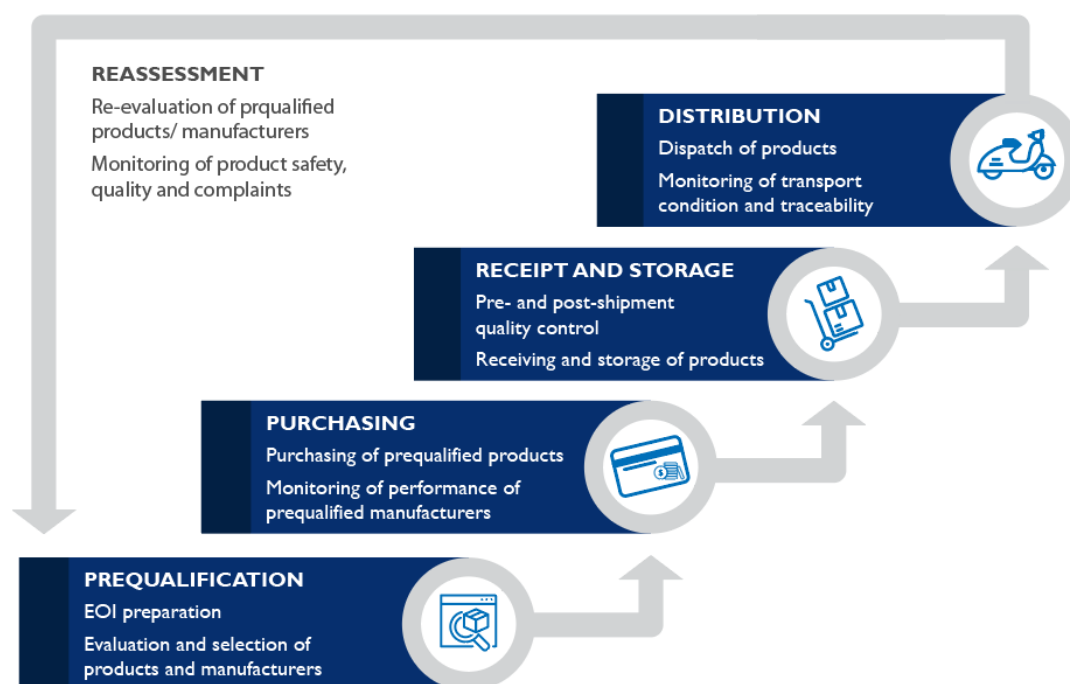 REASSESSMENT
Re-evaluation of prqualified
products/ manufacturers
Monitoring of product safety,
quality and complaints
DISTRIBUTION
Dispatch of products
Monitoring of transport
condition and traceability
RECEIPT AND STORAGE
Pre- and post-shipment
quality control
Receiving and storage of products
PURCHASING
Purchasing of prequalified products
Monitoring of performance of
prequalified manufacturers
$
PREQUALIFICATION
EOI preparation
Evaluation and selection of
products and manufacturers